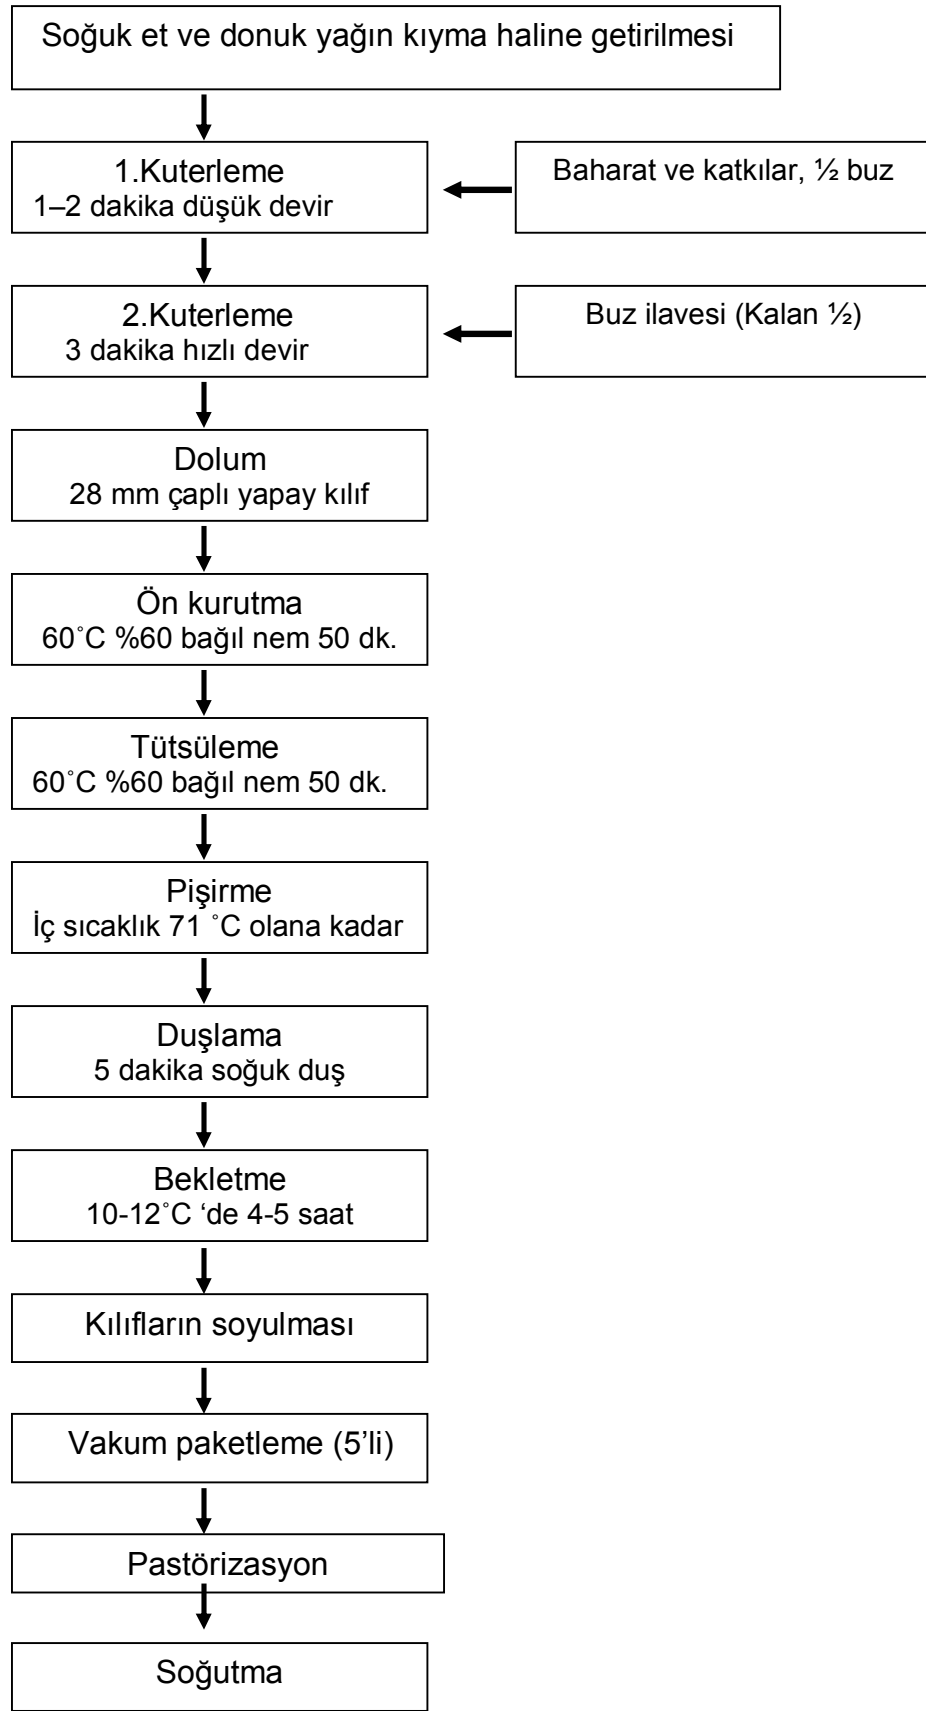 Soğuk et ve donuk yağın kıyma haline getirilmesi
1.Kuterleme
1–2 dakika düşük devir
Baharat ve katkılar, ½ buz
2.Kuterleme
3 dakika hızlı devir
Buz ilavesi (Kalan ½)
Dolum
28 mm çaplı yapay kılıf
Ön kurutma
60˚C %60 bağıl nem 50 dk.
Tütsüleme
60˚C %60 bağıl nem 50 dk.
Pişirme
İç sıcaklık 71 ˚C olana kadar
Duşlama
5 dakika soğuk duş
Bekletme
10-12˚C ‘de 4-5 saat
Kılıfların soyulması
Vakum paketleme (5’li)
Pastörizasyon
Soğutma